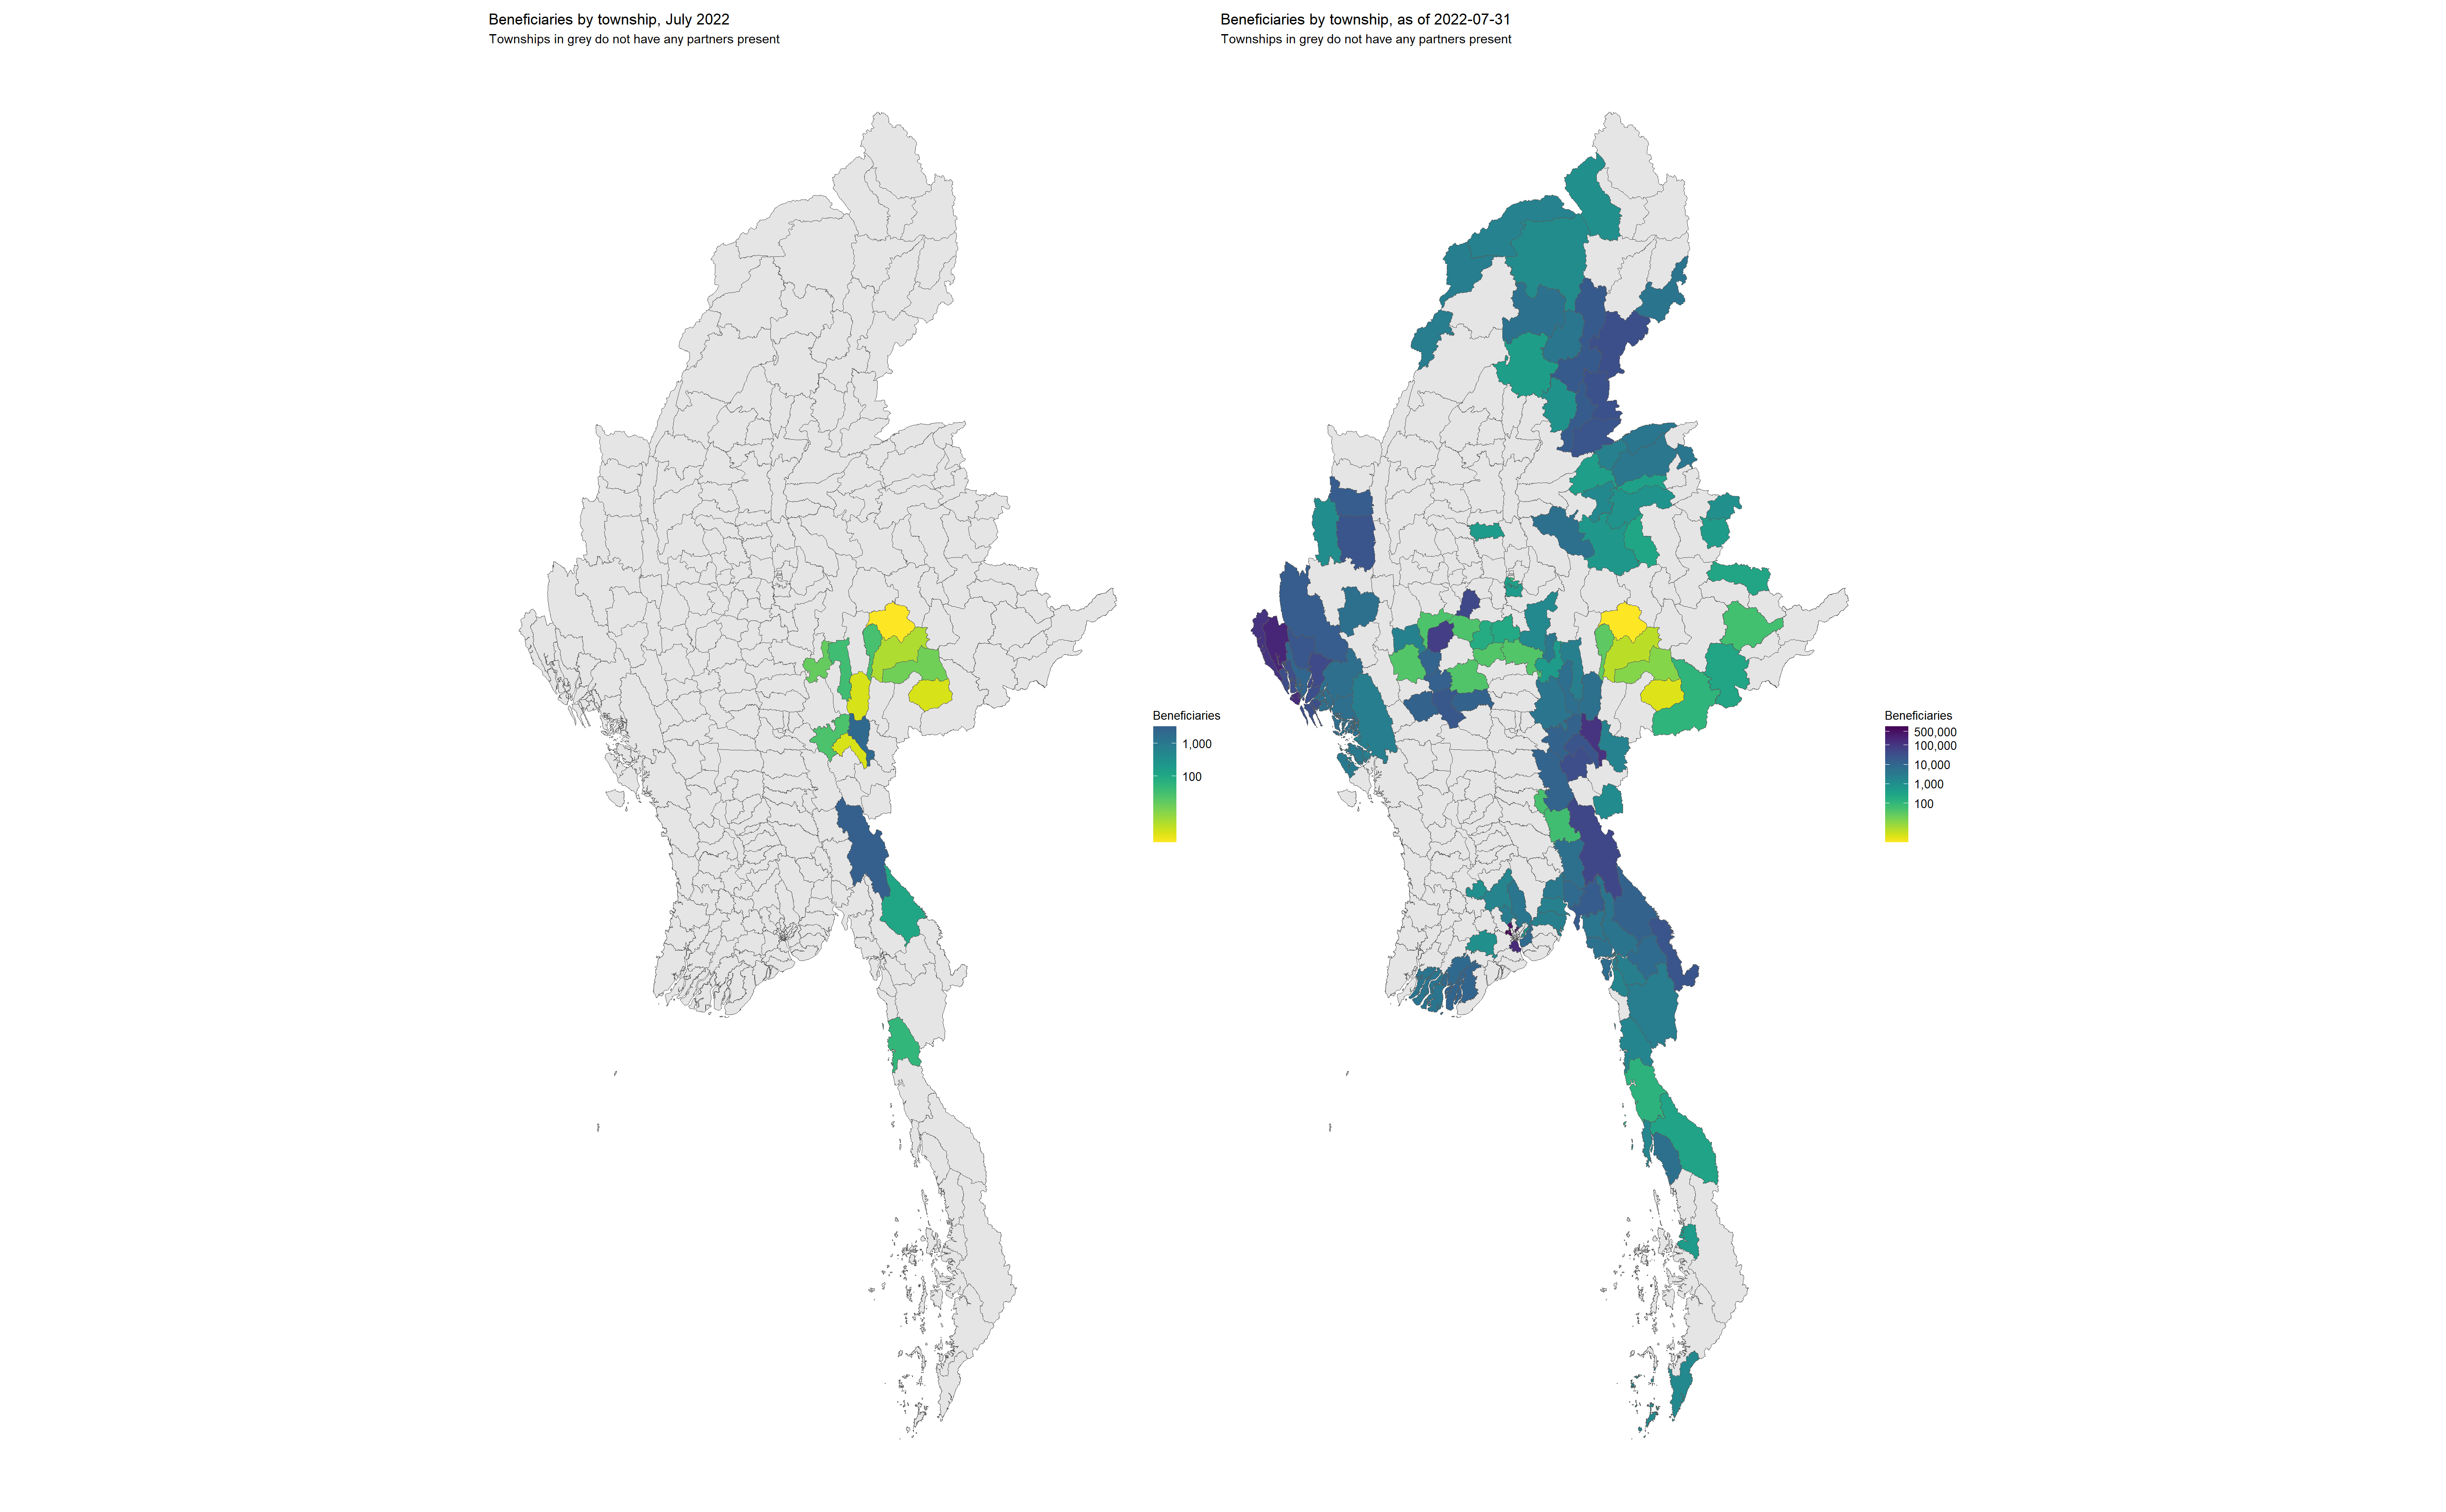 Beneficiaries by township, July 2022
Townships in grey do not have any partners present
Beneficiaries
1,000
100
Beneficiaries by township, as of 2022-07-31
Townships in grey do not have any partners present
Beneficiaries
500,000
100,000
10,000
1,000
100